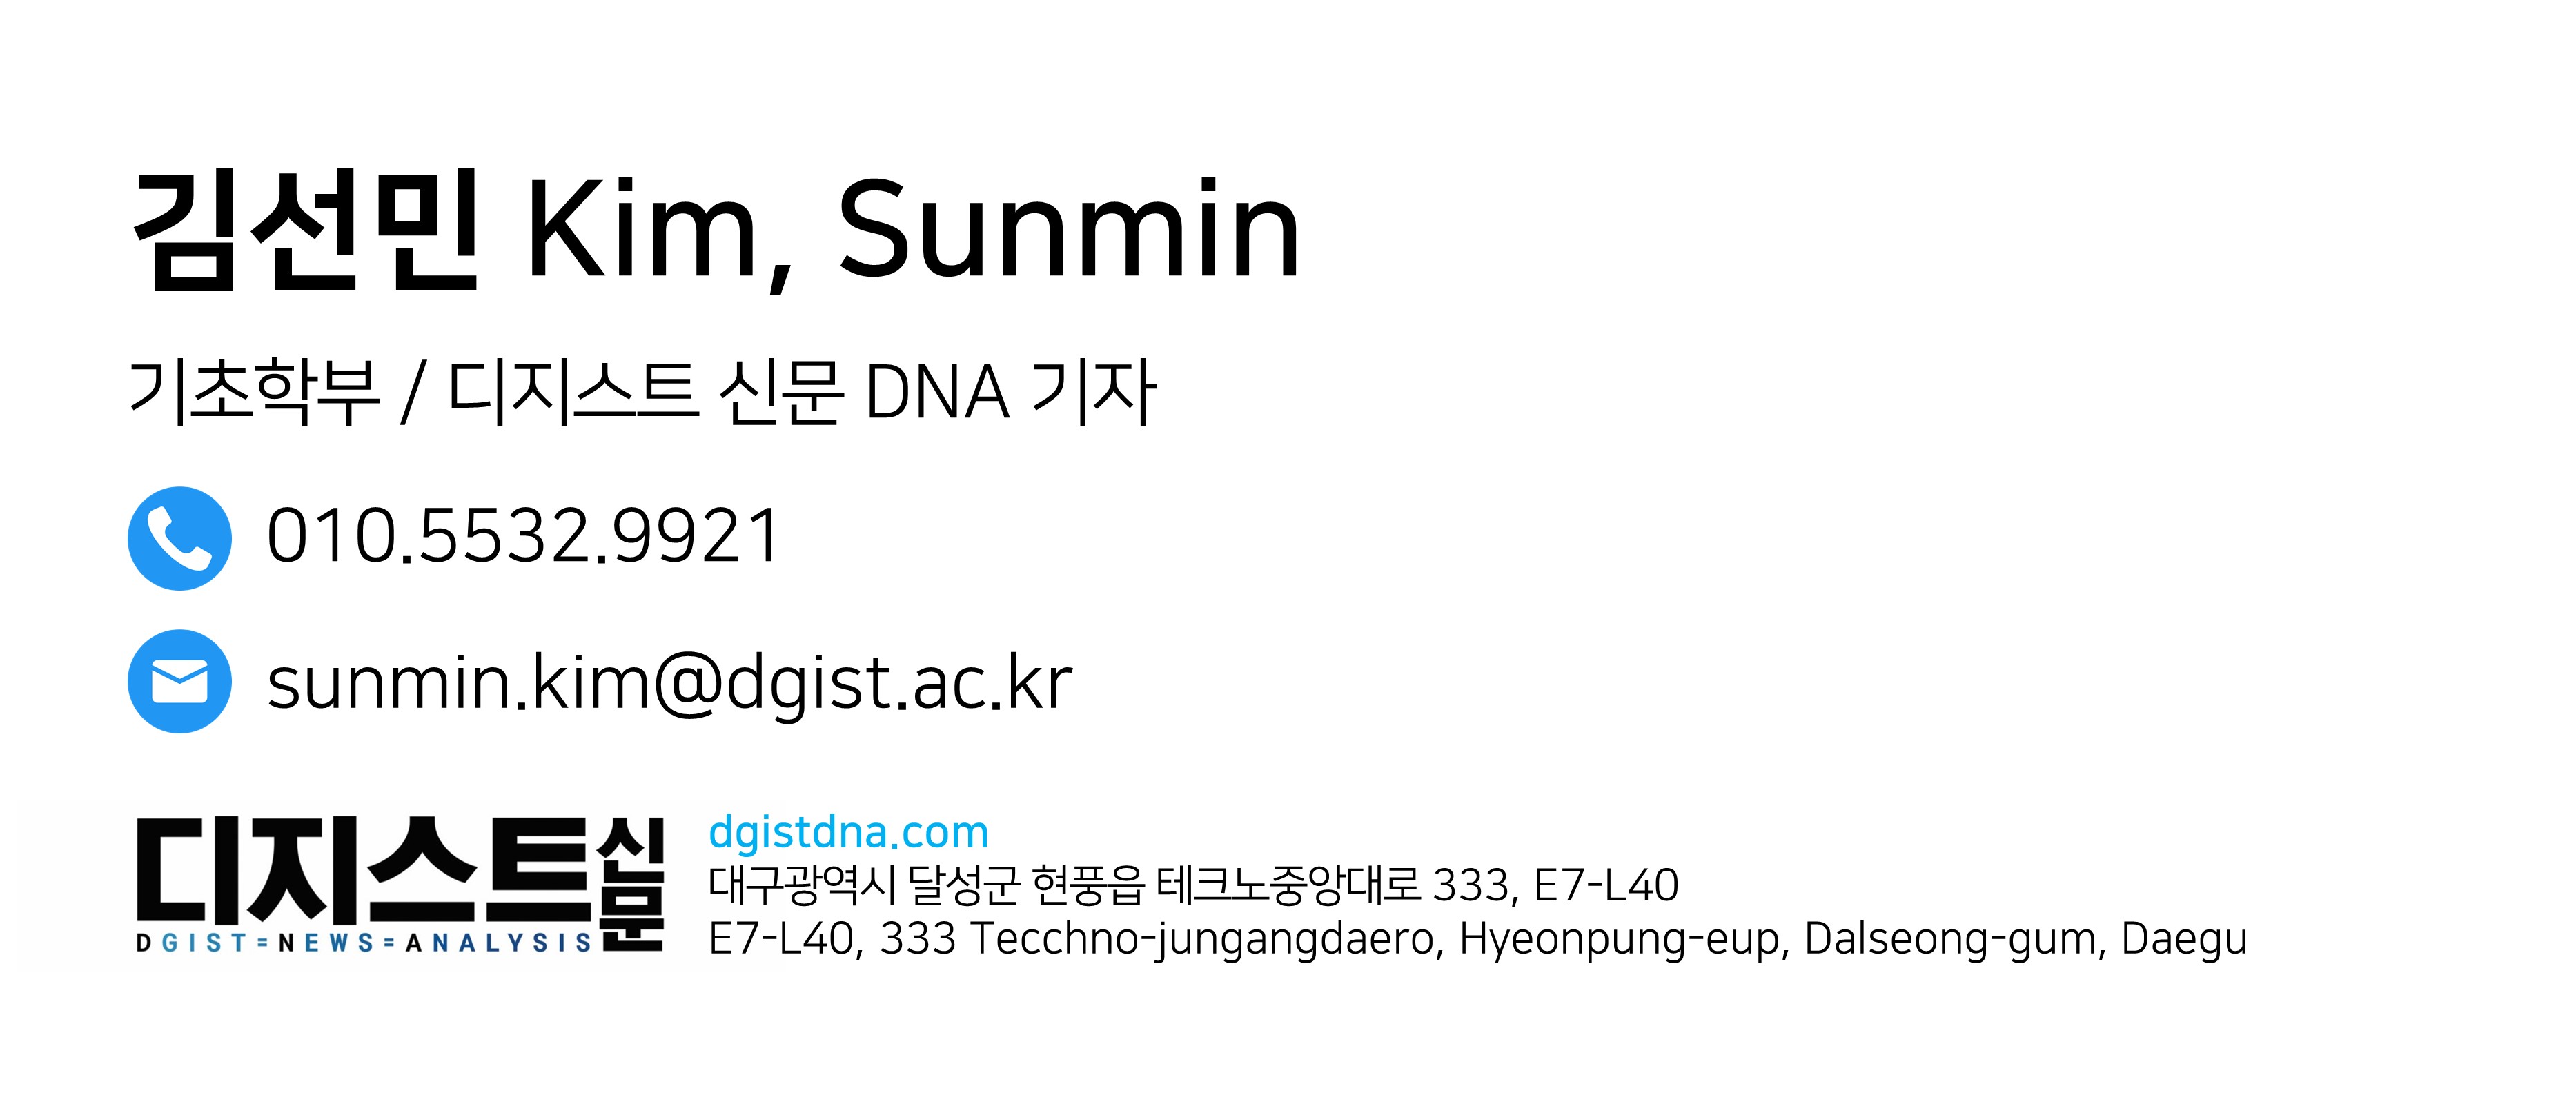 김선민 Kim, Sunmin
기초학부 / 디지스트 신문 DNA 기자
010.5532.9921
sunmin.kim@dgist.ac.kr
디지스트신문
DGIST=NEWS=ANALYSIS
dgistdna.com
대구광역시 달성군 현풍읍 테크노중앙대로 333, E7-L40
E7-L40, 333 Tecchno-jungangdaero, Hyeonpung-eup, Dalseong-gum, Daegu